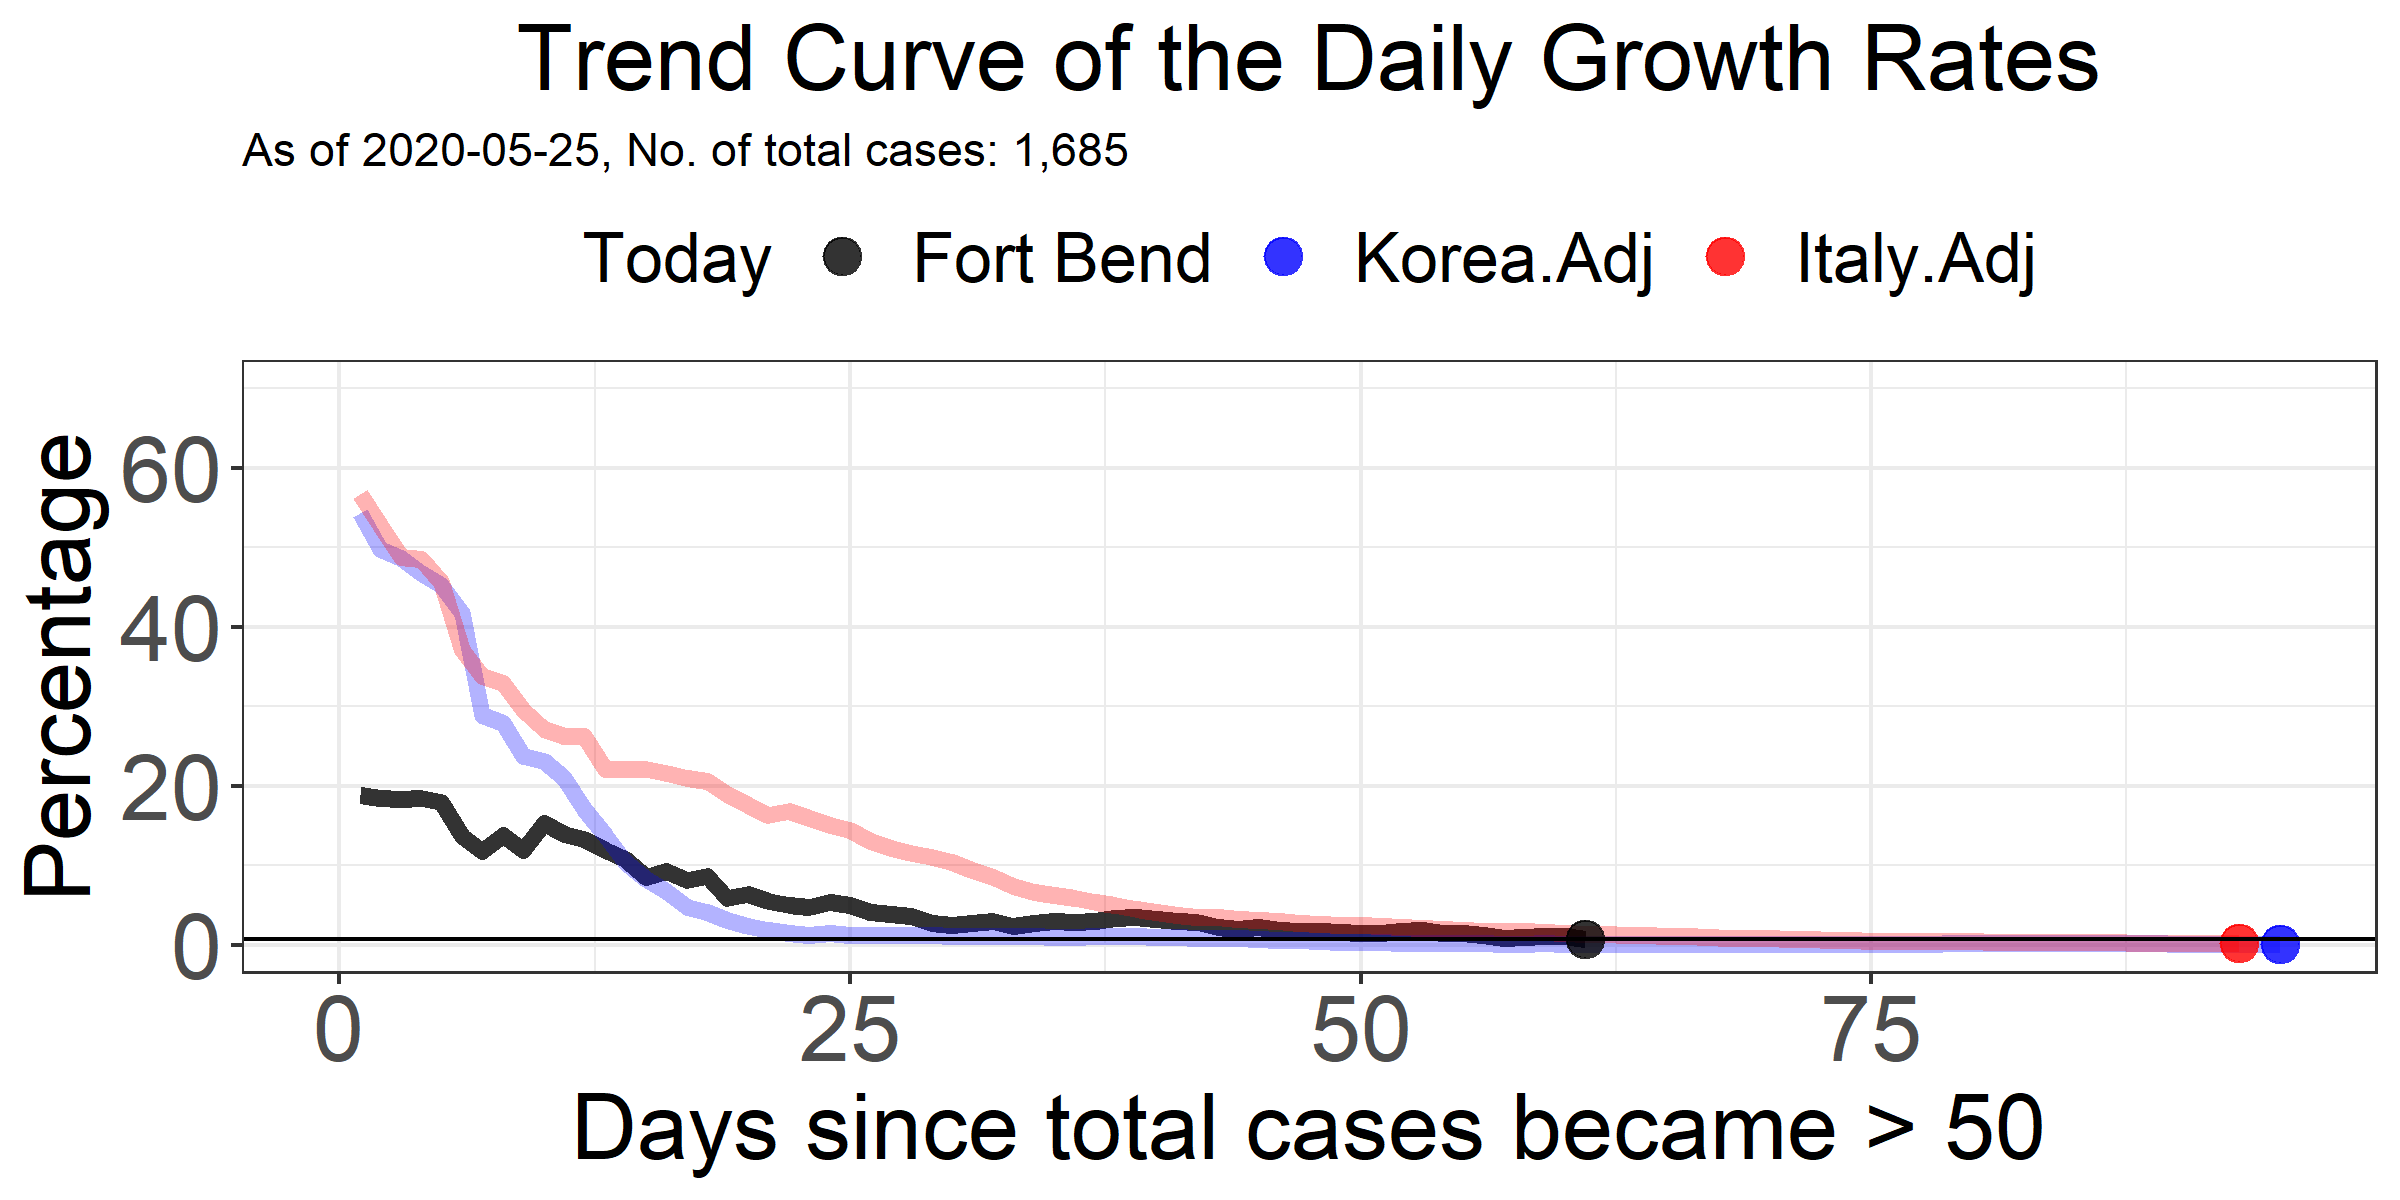 Trend Curve of the Daily Growth Rates
As of 2020-05-25, No. of total cases: 1,685
Today Fort Bend Korea.Adj Italy.Adj
Percentage
60
40
20
0
0 25 50 75
Days since total cases became > 50